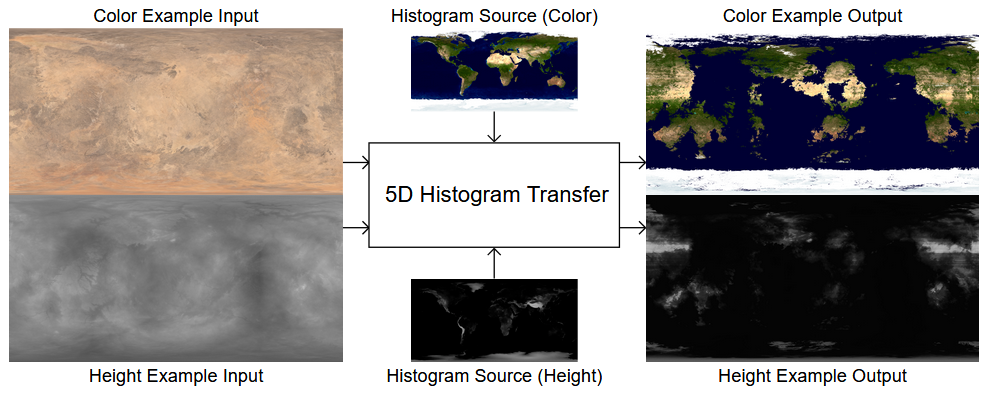 Color Example Input
Histogram Source (Color)
Color Example Output
5D Histogram Transfer
Height Example Input
Histogram Source (Height)
Height Example Output